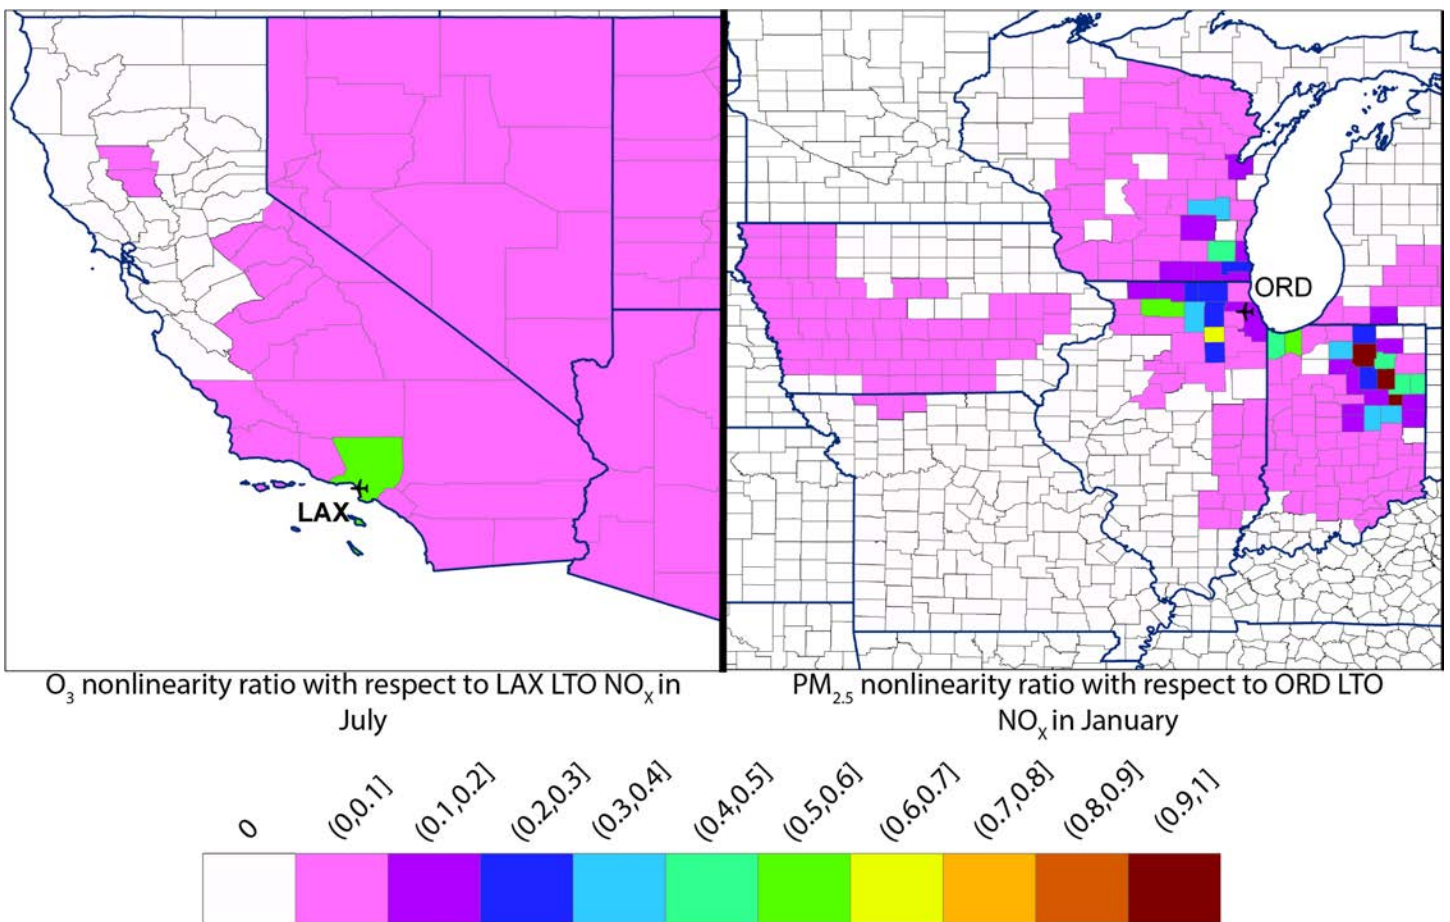 ORD
LAX
O₃ nonlinearity ratio with respect to LAX LTO NOₓ in
July
PM₂.₅ nonlinearity ratio with respect to ORD LTO
NOₓ in January
0
(0,0.1]
(0.1,0.2]
(0.2,0.3]
(0.3,0.4]
(0.4,0.5]
(0.5,0.6]
(0.6,0.7]
(0.7,0.8]
(0.8,0.9]
(0.9,1]